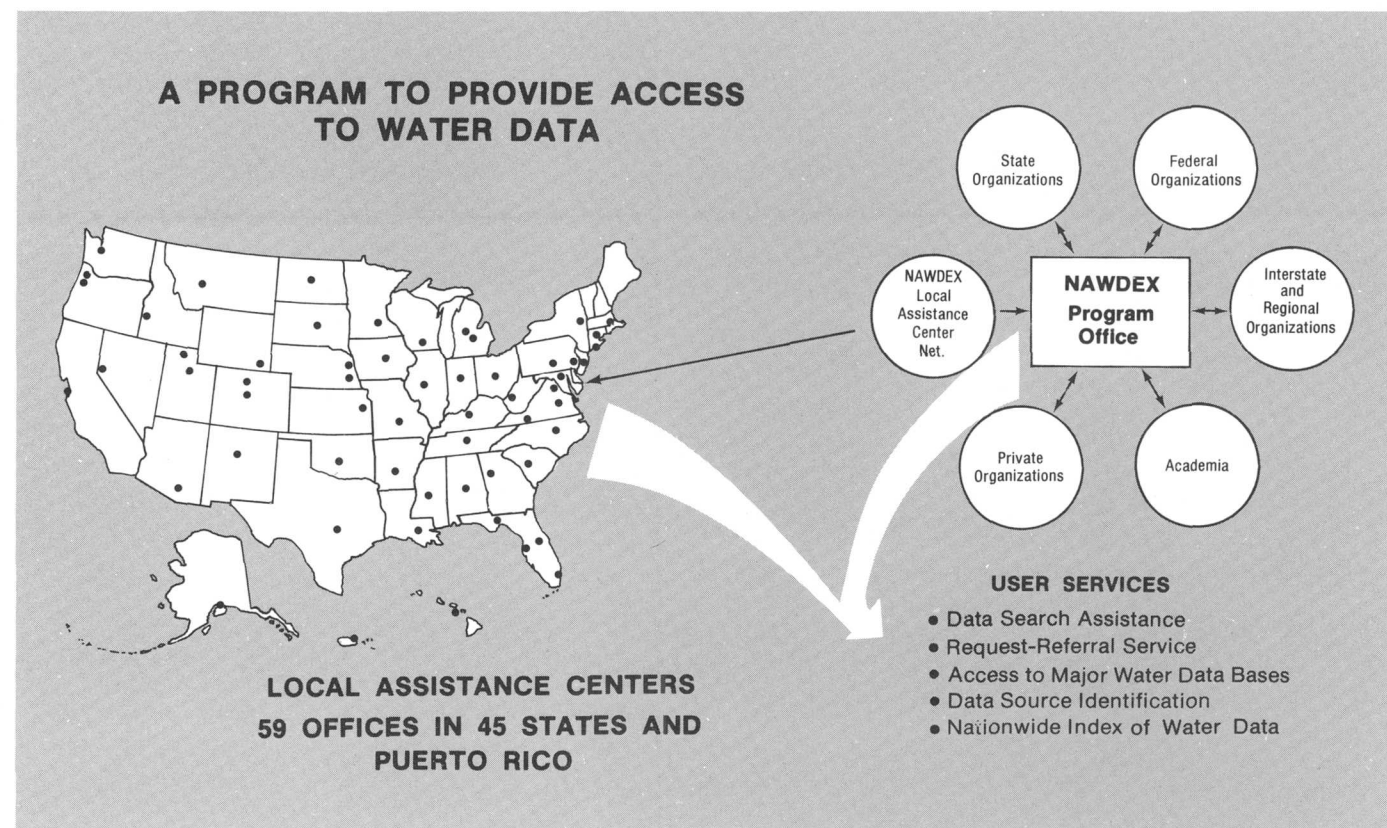 A PROGRAM TO PROVIDE ACCESS
TO WATER DATA
State
Organizations
Federal
Organizations
NAWDEX
Local
Assistance
Center
Net.
NAWDEX
Program
Office
Interstate
and
Regional
Organizations
Private
Organizations
Academia
LOCAL ASSISTANCE CENTERS
59 OFFICES IN 45 STATES AND
PUERTO RICO
USER SERVICES
• Data Search Assistance
• Request-Referral Service
• Access to Major Water Data Bases
• Data Source Identification
• Nationwide Index of Water Data